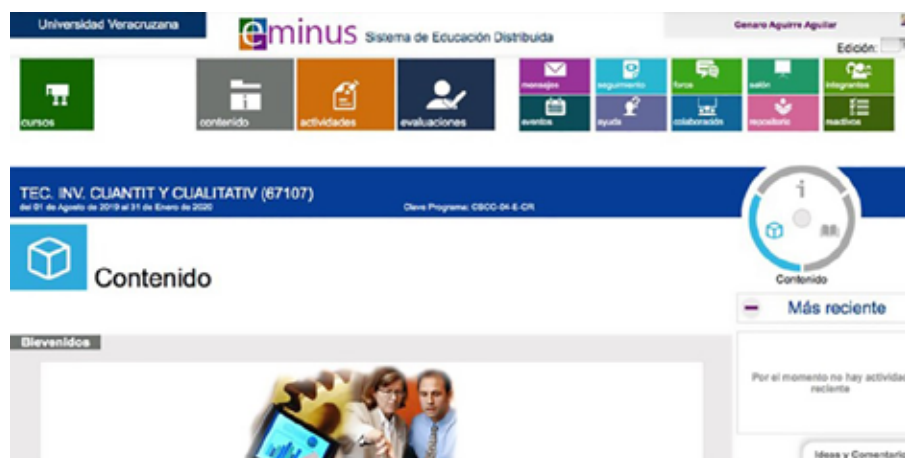 Universidad Veracruzana
eminus Sistema de Educación Distribuida
Genaro Aguirre Aguilar
Edición:
cursos
contenido
actividades
evaluaciones
mensajes
seguimiento
foros
salón
integrantes
eventos
ayuda
colaboración
repositorio
reactivos
TEC. INV. CUANTIT Y CUALITATIV (67107)
del 01 de Agosto de 2019 al 31 de Enero de 2020
Clave Programa: CSCC-04-E-CR
i
Contenido
Contenido
Más reciente
Bievenidos
Por el momento no hay actividad
reciente
Ideas y Comentario